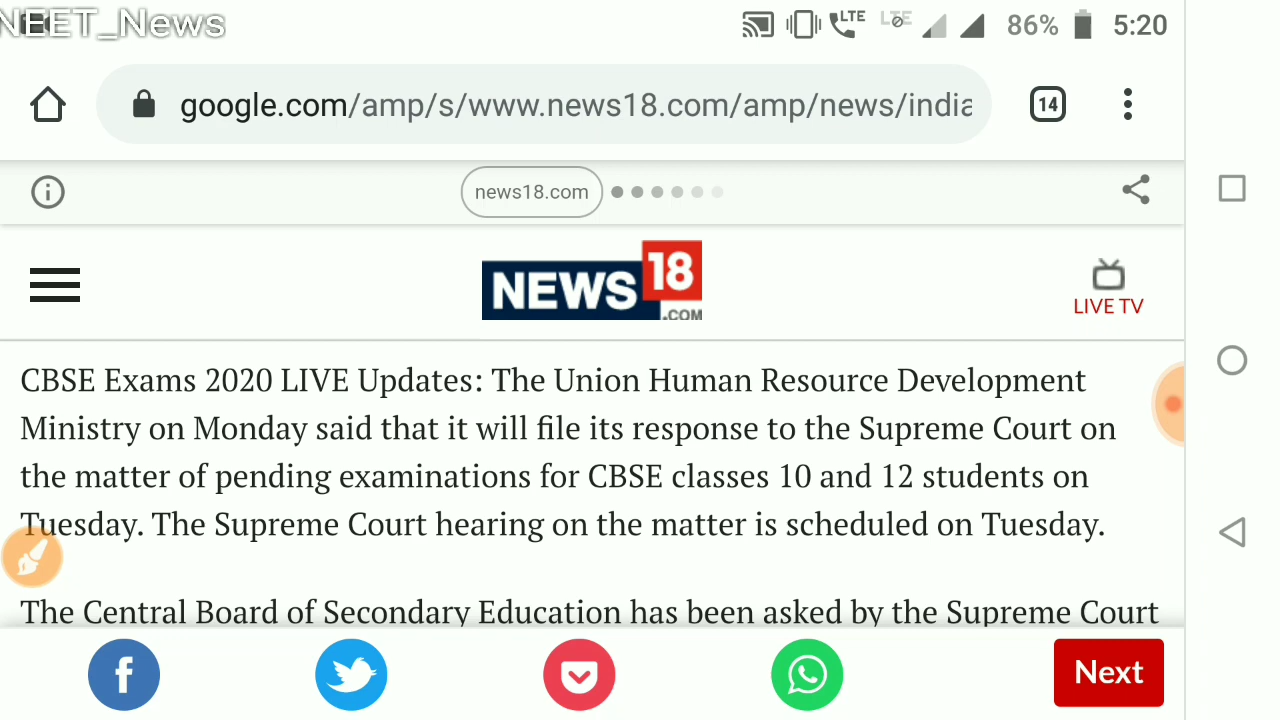 NEET_News
LTE LTE 86% 5:20
google.com/amp/s/www.news18.com/amp/news/india
14
news18.com
NEWS 18 .COM
LIVE TV
CBSE Exams 2020 LIVE Updates: The Union Human Resource Development
Ministry on Monday said that it will file its response to the Supreme Court on
the matter of pending examinations for CBSE classes 10 and 12 students on
Tuesday. The Supreme Court hearing on the matter is scheduled on Tuesday.
The Central Board of Secondary Education has been asked by the Supreme Court
Next